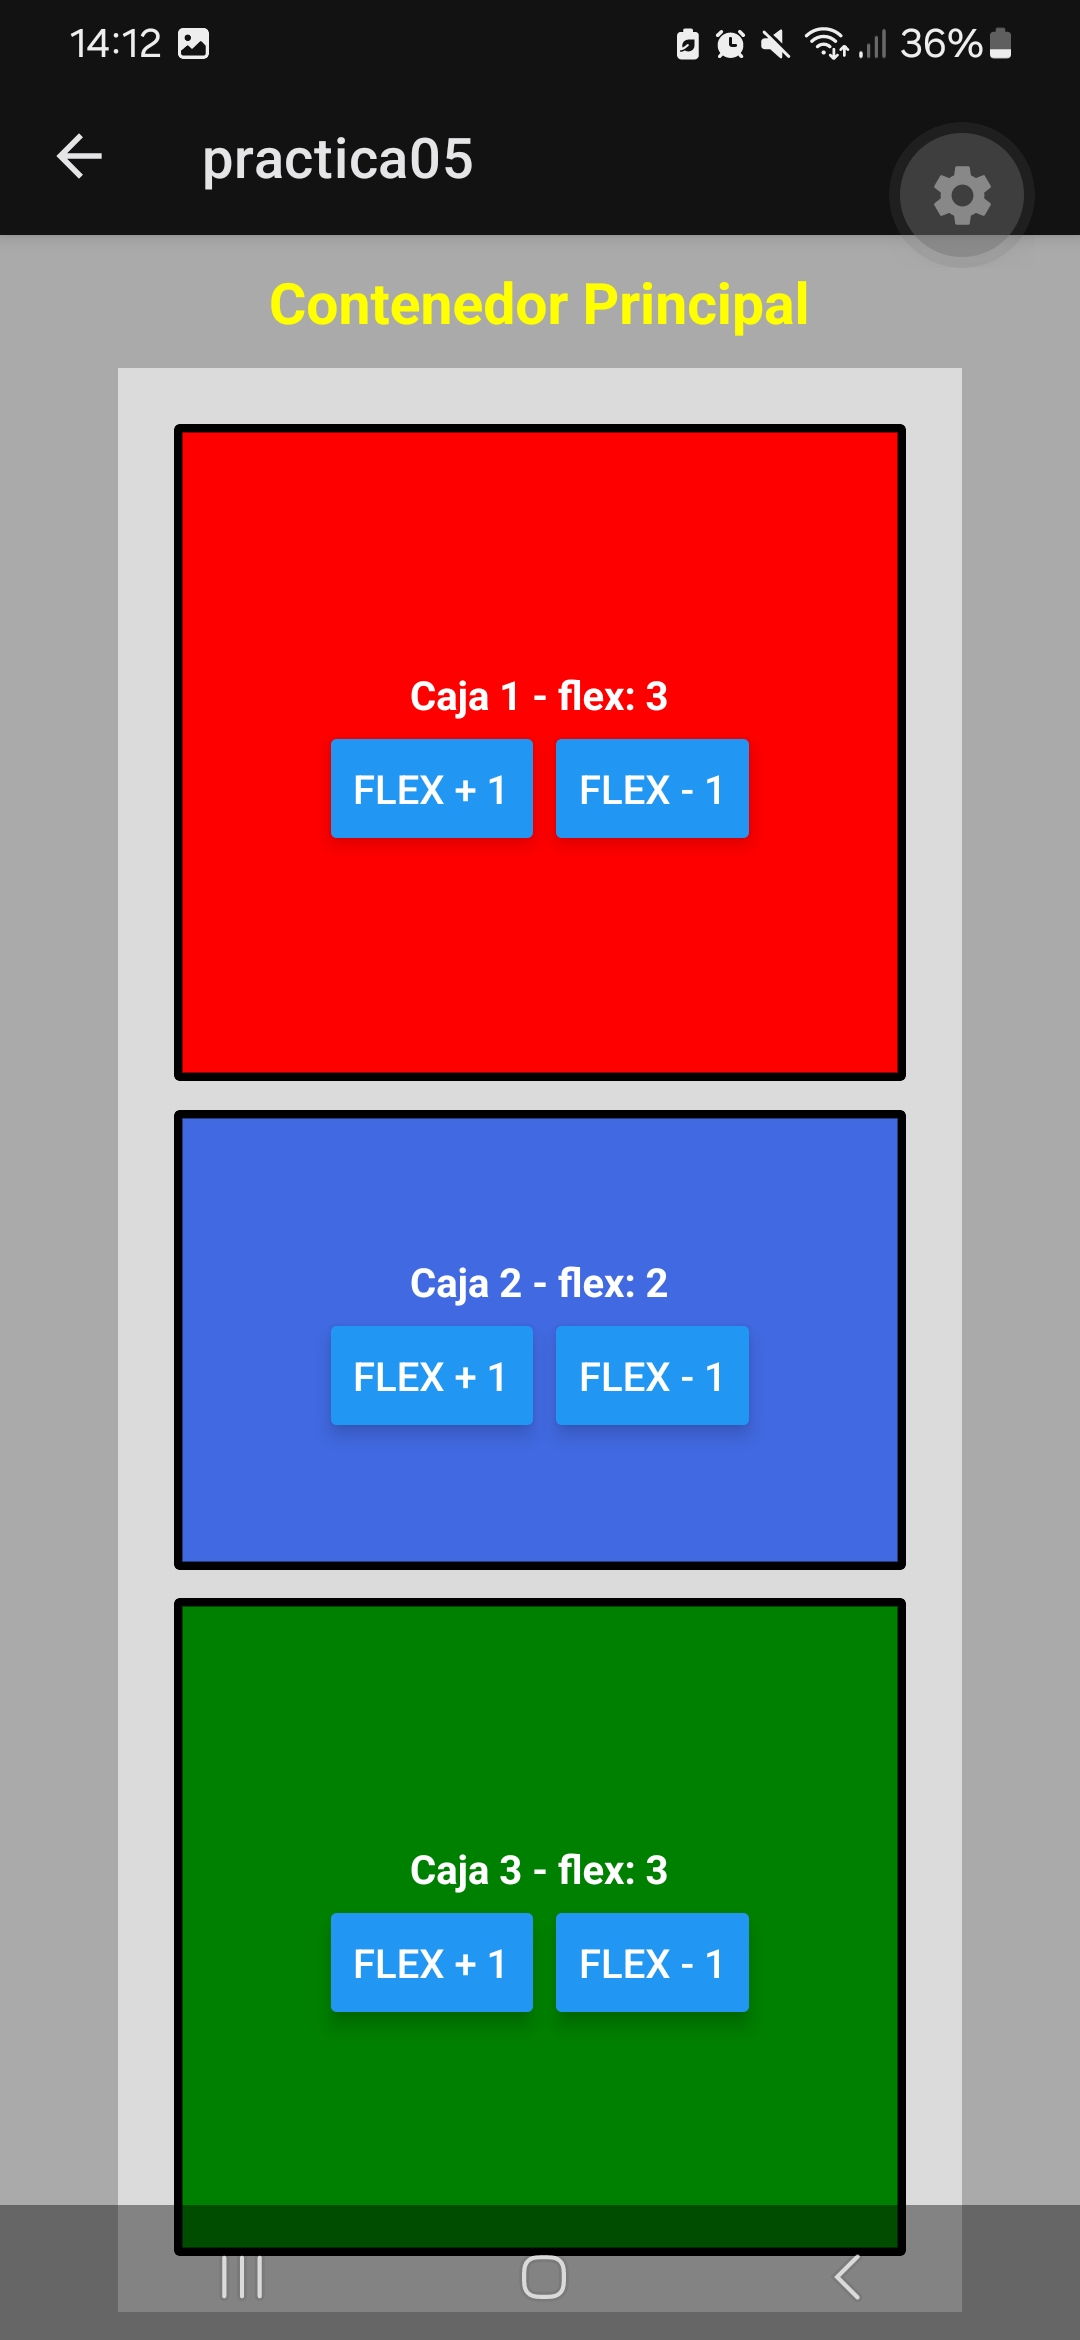 14:12 36%
practica05
Contenedor Principal
Caja 1 - flex: 3
FLEX + 1 FLEX - 1
Caja 2 - flex: 2
FLEX + 1 FLEX - 1
Caja 3 - flex: 3
FLEX + 1 FLEX - 1